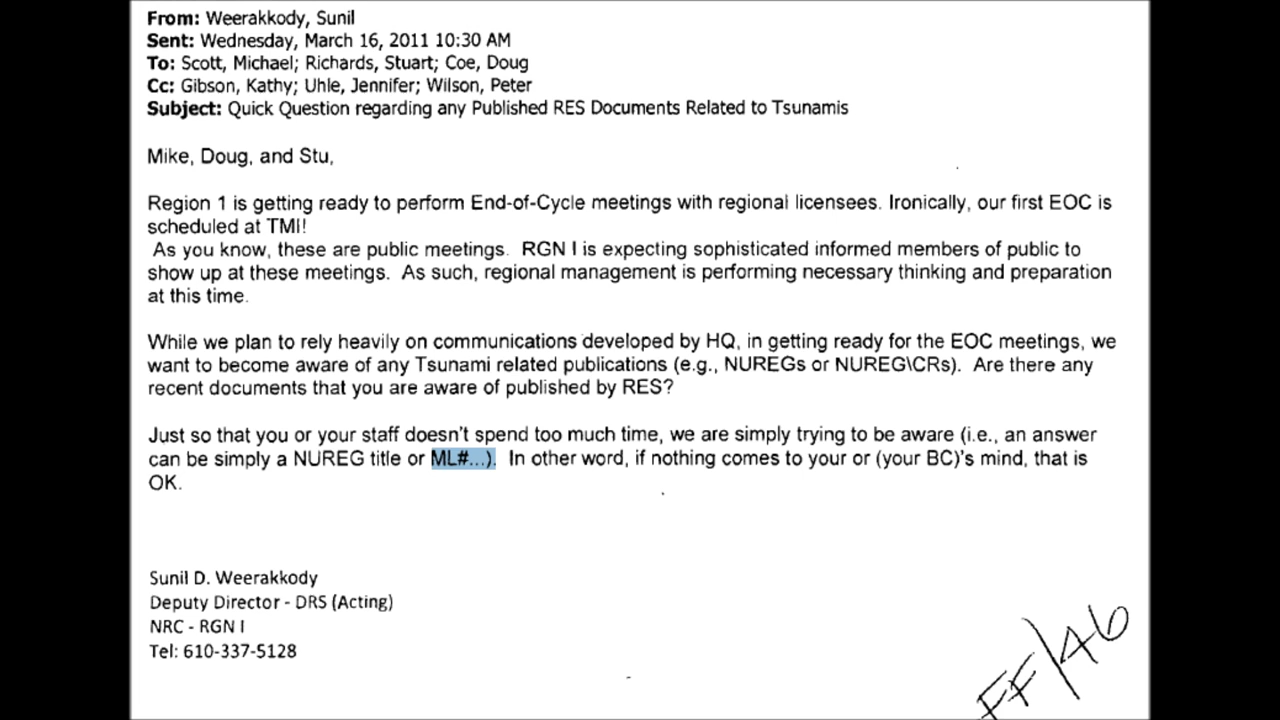 From: Weerakkody, Sunil
Sent: Wednesday, March 16, 2011 10:30 AM
To: Scott, Michael; Richards, Stuart; Coe, Doug
Cc: Gibson, Kathy; Uhle, Jennifer; Wilson, Peter
Subject: Quick Question regarding any Published RES Documents Related to Tsunamis
Mike, Doug, and Stu,
Region 1 is getting ready to perform End-of-Cycle meetings with regional licensees. Ironically, our first EOC is
scheduled at TMI!
As you know, these are public meetings. RGN I is expecting sophisticated informed members of public to
show up at these meetings. As such, regional management is performing necessary thinking and preparation
at this time.
While we plan to rely heavily on communications developed by HQ, in getting ready for the EOC meetings, we
want to become aware of any Tsunami related publications (e.g., NUREGs or NUREG\CRs). Are there any
recent documents that you are aware of published by RES?
Just so that you or your staff doesn't spend too much time, we are simply trying to be aware (i.e., an answer
can be simply a NUREG title or ML#...). In other word, if nothing comes to your or (your BC)'s mind, that is
OK.
Sunil D. Weerakkody
Deputy Director - DRS (Acting)
NRC - RGN I
Tel: 610-337-5128
FF/46